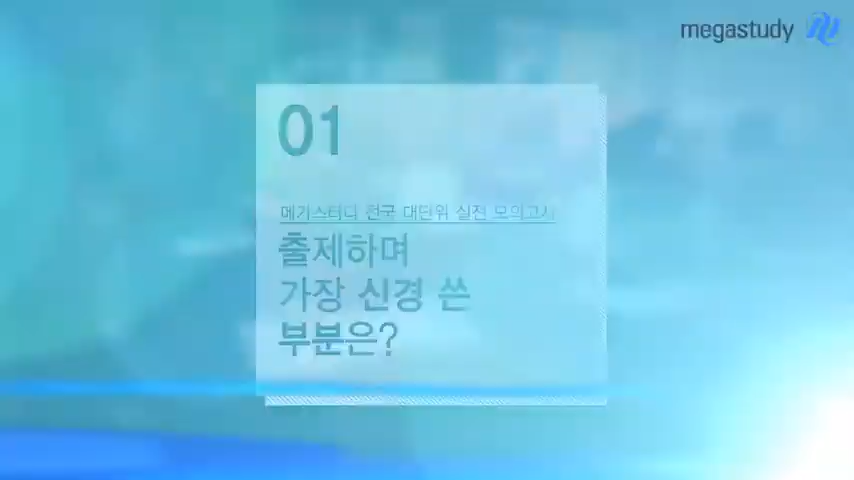 megastudy
01
메가스터디 전국 대단위 실전 모의고사
출제하며
가장 신경 쓴
부분은?